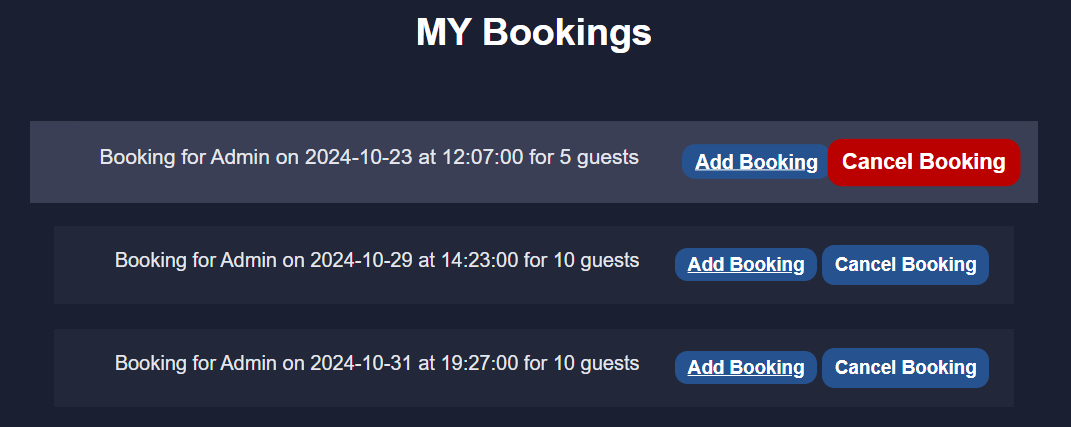 MY Bookings
Booking for Admin on 2024-10-23 at 12:07:00 for 5 guests Add Booking Cancel Booking
Booking for Admin on 2024-10-29 at 14:23:00 for 10 guests Add Booking Cancel Booking
Booking for Admin on 2024-10-31 at 19:27:00 for 10 guests Add Booking Cancel Booking